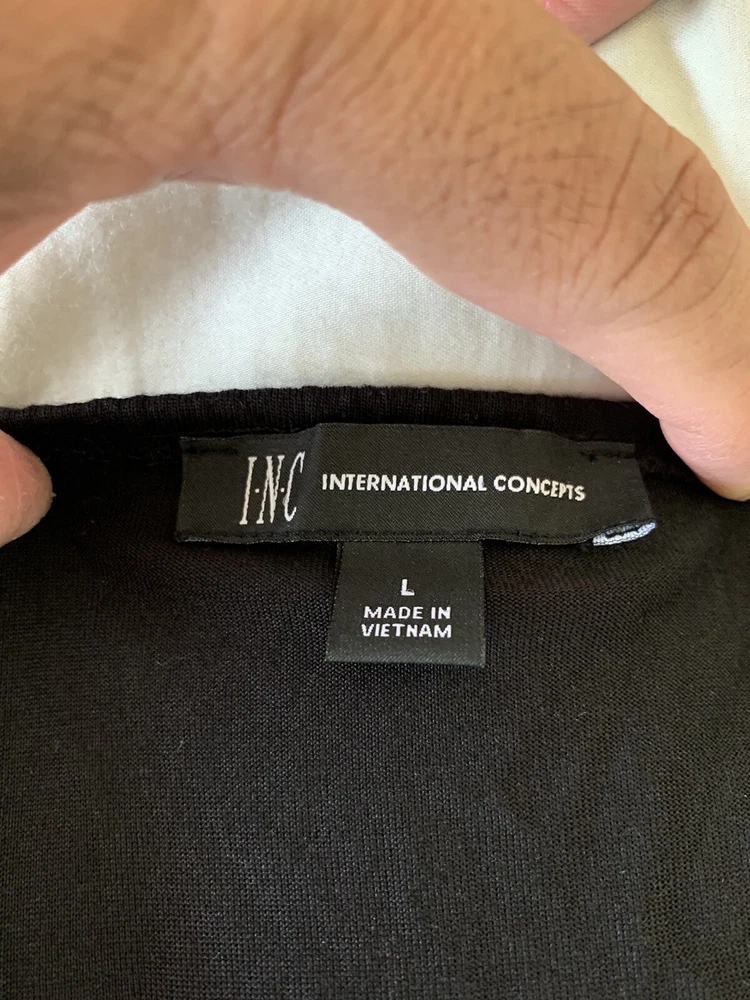 I·N·C INTERNATIONAL CONCEPTS
L
MADE IN
VIETNAM